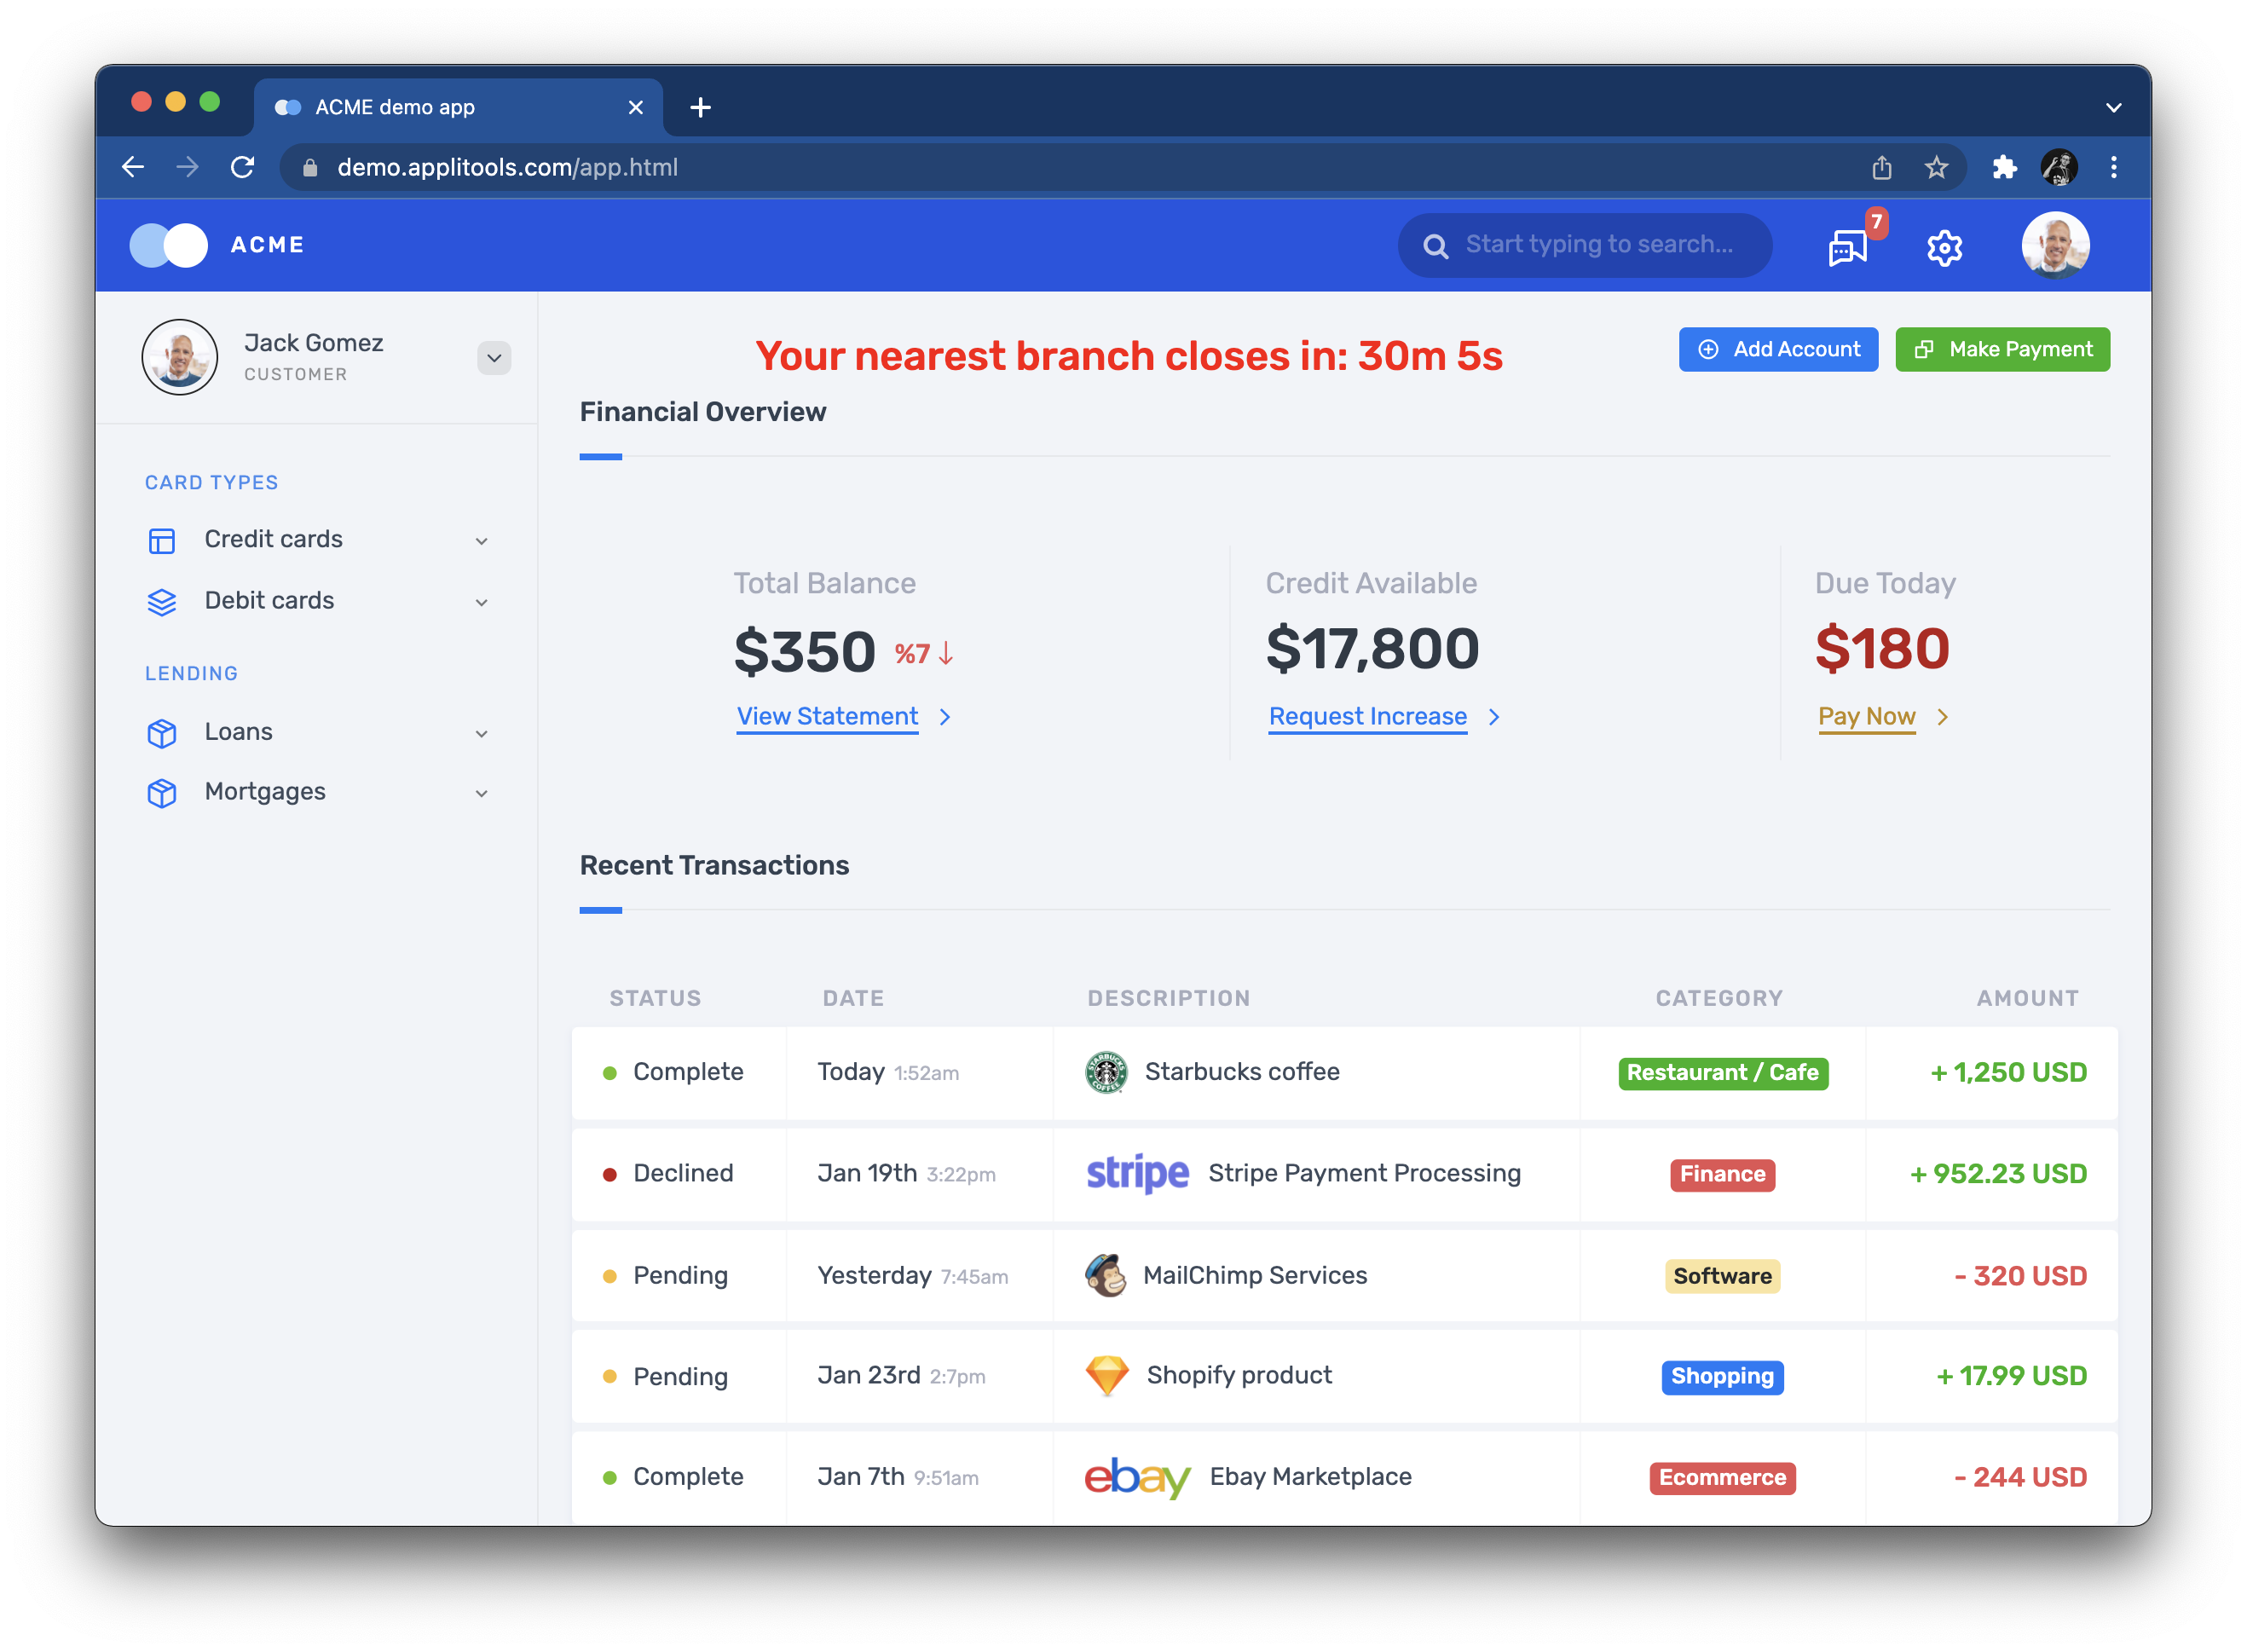 ACME demo app
demo.applitools.com/app.html
ACME
Start typing to search...
7
Jack Gomez
CUSTOMER
Your nearest branch closes in: 30m 5s
Add Account
Make Payment
Financial Overview
CARD TYPES
Credit cards
Debit cards
LENDING
Loans
Mortgages
Total Balance
$350 %7
View Statement
Credit Available
$17,800
Request Increase
Due Today
$180
Pay Now
Recent Transactions
STATUS DATE DESCRIPTION CATEGORY AMOUNT
Complete Today 1:52am STARBUCKS COFFEE Starbucks coffee Restaurant / Cafe + 1,250 USD
Declined Jan 19th 3:22pm stripe Stripe Payment Processing Finance + 952.23 USD
Pending Yesterday 7:45am MailChimp Services Software - 320 USD
Pending Jan 23rd 2:7pm Shopify product Shopping + 17.99 USD
Complete Jan 7th 9:51am ebay Ebay Marketplace Ecommerce - 244 USD